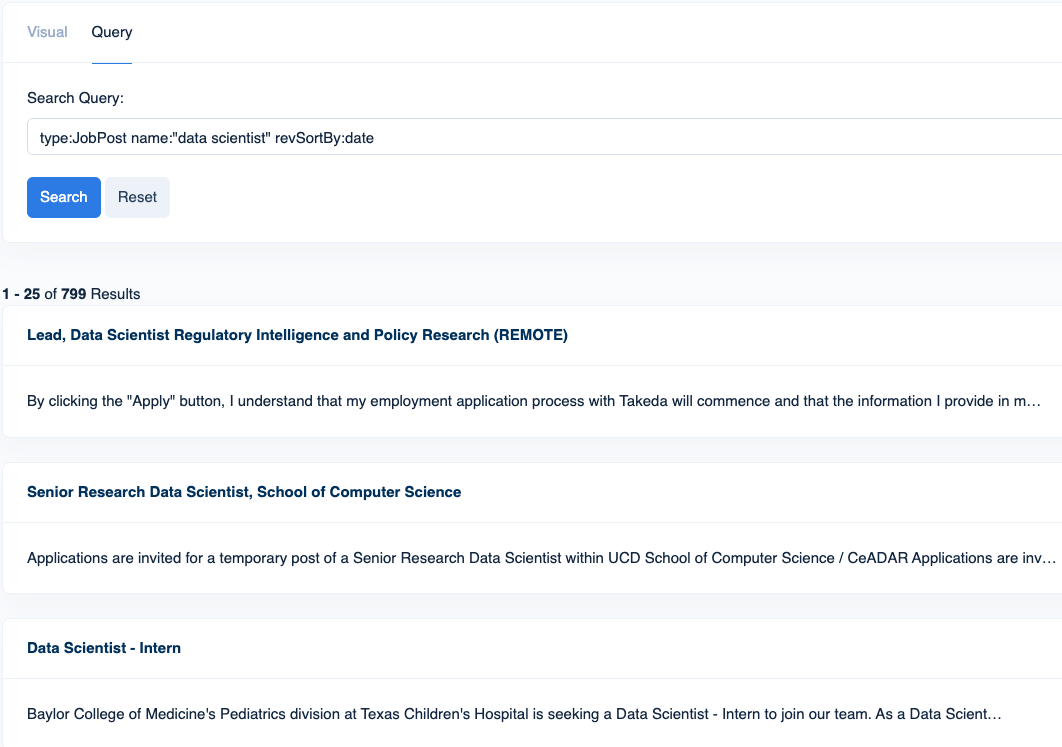 Visual Query
Search Query:
type:JobPost name:"data scientist" revSortBy:date
Search Reset
1 - 25 of 799 Results
Lead, Data Scientist Regulatory Intelligence and Policy Research (REMOTE)
By clicking the "Apply" button, I understand that my employment application process with Takeda will commence and that the information I provide in m…
Senior Research Data Scientist, School of Computer Science
Applications are invited for a temporary post of a Senior Research Data Scientist within UCD School of Computer Science / CeADAR Applications are inv…
Data Scientist - Intern
Baylor College of Medicine's Pediatrics division at Texas Children's Hospital is seeking a Data Scientist - Intern to join our team. As a Data Scient…